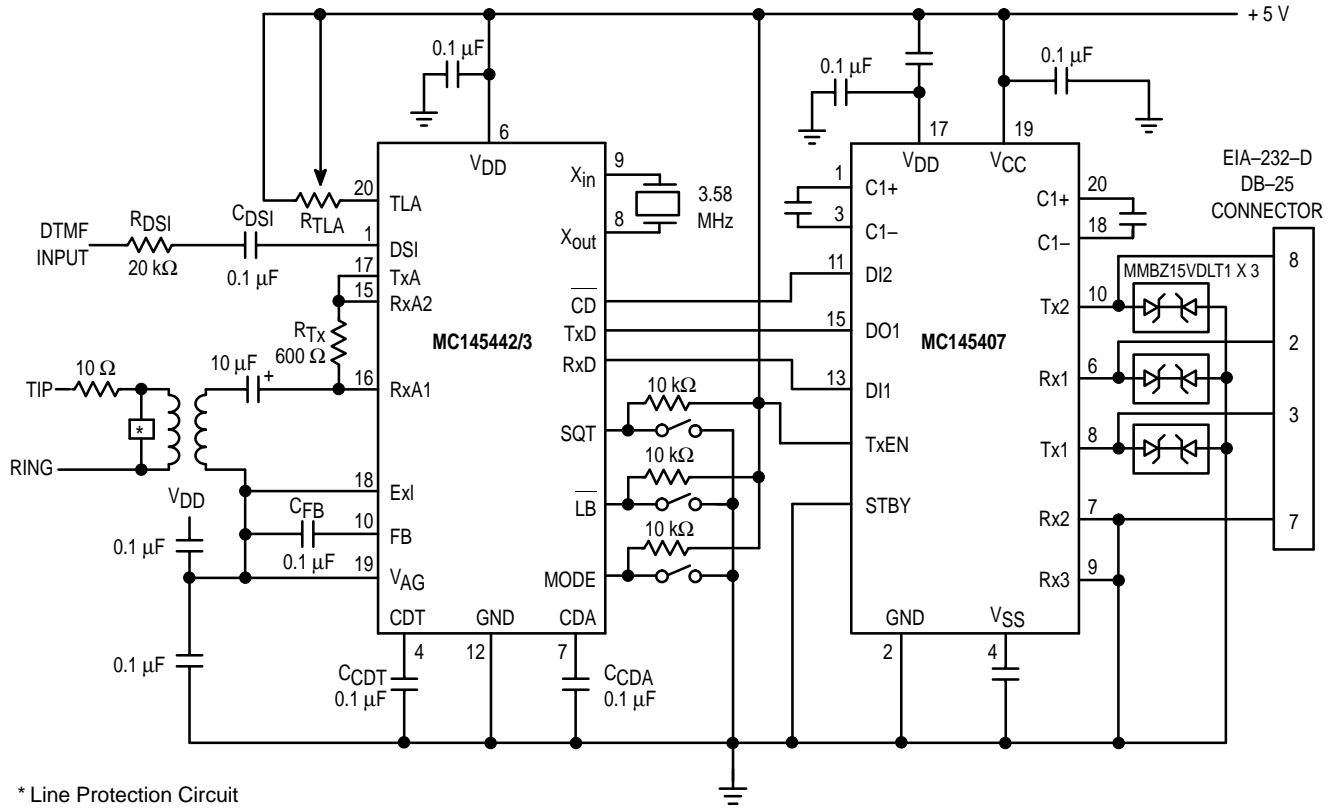 + 5 V
0.1 µF
0.1 µF
0.1 µF
6
17
19
VDD
VDD
VCC
EIA–232–D
DB–25
CONNECTOR
9
Xin
1
C1+
20
C1+
20
TLA
RTLA
3.58
MHz
8
Xout
3
C1–
18
C1–
DTMF
INPUT
RDSI
20 kΩ
CDSI
0.1 µF
1
DSI
17
TxA
15
RxA2
CD
11
DI2
MMBZ15VDLT1 X 3
8
Tx2
10
RTx
600 Ω
MC145442/3
TxD
15
DO1
MC145407
2
RxD
13
DI1
Rx1
6
10 Ω
TIP
10 µF
+
16
RxA1
*
RING
10 kΩ
SQT
TxEN
Tx1
8
3
10 kΩ
LB
STBY
Rx2
7
7
18
ExI
VDD
CFB
0.1 µF
10
FB
0.1 µF
19
VAG
10 kΩ
MODE
Rx3
9
CDT
GND
CDA
GND
VSS
4
12
7
2
4
0.1 µF
CCDT
0.1 µF
CCDA
0.1 µF
* Line Protection Circuit